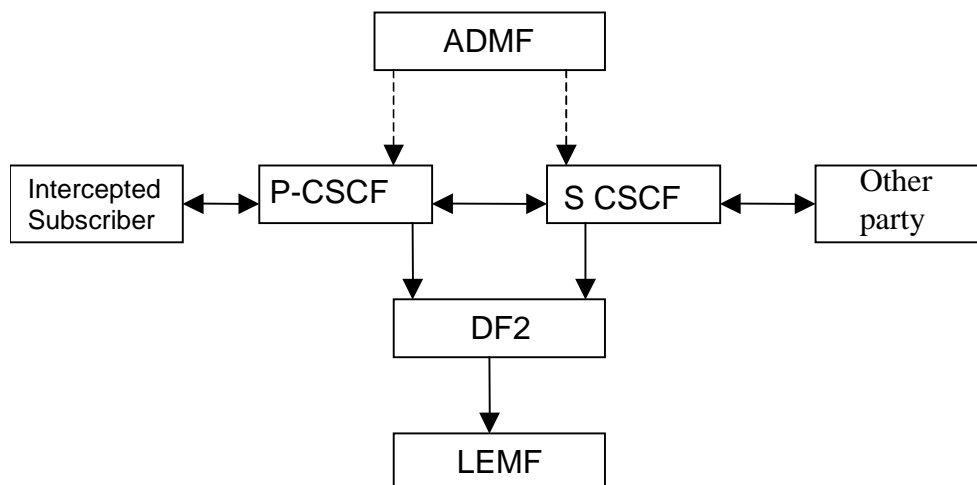 ADMF
Intercepted
Subscriber
P-CSCF
S CSCF
Other
party
DF2
LEMF